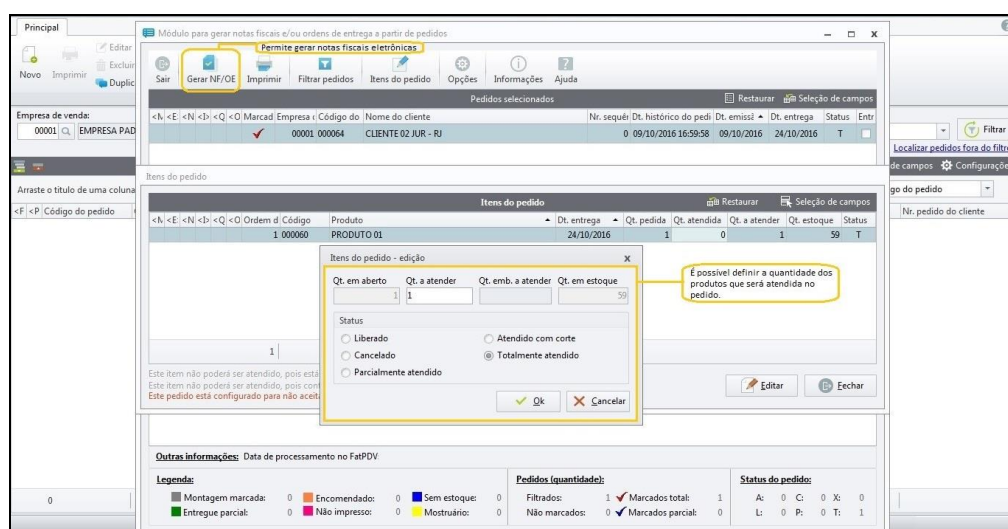 Principal
Módulo para gerar notas fiscais e/ou ordens de entrega a partir de pedidos
Permite gerar notas fiscais eletrônicas
Novo
Imprimir
Editar
Excluir
Duplic
Sair
Gerar NF/OE
Imprimir
Filtrar pedidos
Itens do pedido
Opções
Informações
Ajuda
Pedidos selecionados
Restaurar
Seleção de campos
Empresa de venda:
00001
EMPRESA PAD
<N <E <N <D <Q <O Marcad Empresa Código do Nome do cliente Nr. sequên Dt. histórico do pedi Dt. emissã Dt. entrega Status Entr
00001 000064 CLIENTE 02 JUR - RJ 0 09/10/2016 16:59:58 09/10/2016 24/10/2016 T
Filtrar
Localizar pedidos fora do filtro
de campos
Configurações
Arraste o titulo de uma coluna
go do pedido
<F <P Código do pedido
Nr. pedido do cliente
Itens do pedido
Itens do pedido
Restaurar
Seleção de campos
<N <E <N <D <Q <O Ordem d Código Produto Dt. entrega Qt. pedida Qt. atendida Qt. a atender Qt. estoque Status
1 000060 PRODUTO 01 24/10/2016 1 0 1 59 T
Itens do pedido - edição
x
Qt. em aberto Qt. a atender Qt. emb. a atender Qt. em estoque
1 1 59
É possível definir a quantidade dos
produtos que será atendida no
pedido.
Status
Liberado
Atendido com corte
Cancelado
Totalmente atendido
Parcialmente atendido
Ok
Cancelar
1
Este item não poderá ser atendido, pois está
Este item não poderá ser atendido, pois cont
Este pedido está configurado para não aceita
Editar
Fechar
Outras informações: Data de processamento no FatPDV
Legenda:
Montagem marcada: 0 Encomendado: 0 Sem estoque: 0
Entregue parcial: 0 Não impresso: 0 Mostruário: 0
Pedidos (quantidade):
Filtrados: 1 Marcados total: 1
Não marcados: 0 Marcados parcial: 0
Status do pedido:
A: 0 C: 0 X: 0
L: 0 P: 0 T: 1
0